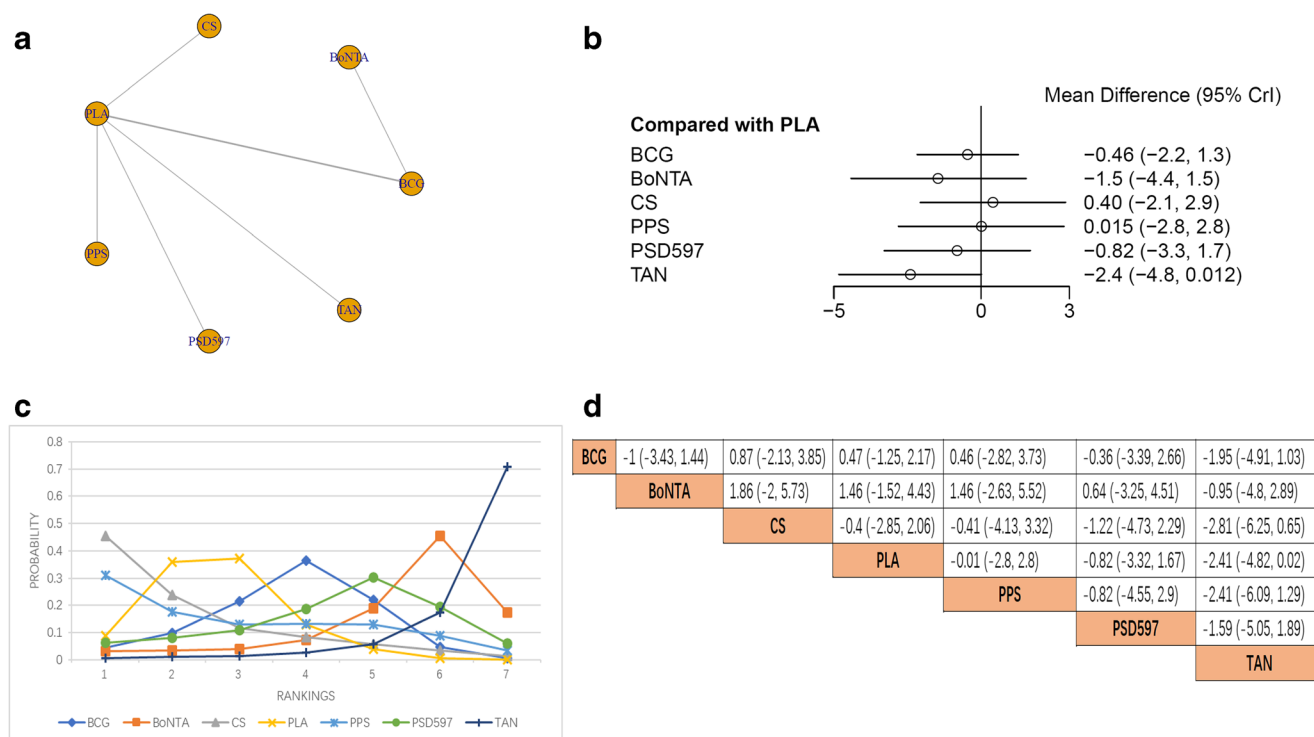 a
CS
BoNTA
PLA
BCG
PPS
TAN
PSD597
b
Mean Difference (95% CrI)
Compared with PLA
BCG −0.46 (−2.2, 1.3)
BoNTA −1.5 (−4.4, 1.5)
CS 0.40 (−2.1, 2.9)
PPS 0.015 (−2.8, 2.8)
PSD597 −0.82 (−3.3, 1.7)
TAN −2.4 (−4.8, 0.012)
−5 0 3
c
PROBABILITY
0.8
0.7
0.6
0.5
0.4
0.3
0.2
0.1
0
1 2 3 4 5 6 7
RANKINGS
BCG BoNTA CS PLA PPS PSD597 TAN
d
BCG -1 (-3.43, 1.44) 0.87 (-2.13, 3.85) 0.47 (-1.25, 2.17) 0.46 (-2.82, 3.73) -0.36 (-3.39, 2.66) -1.95 (-4.91, 1.03)
BoNTA 1.86 (-2, 5.73) 1.46 (-1.52, 4.43) 1.46 (-2.63, 5.52) 0.64 (-3.25, 4.51) -0.95 (-4.8, 2.89)
CS -0.4 (-2.85, 2.06) -0.41 (-4.13, 3.32) -1.22 (-4.73, 2.29) -2.81 (-6.25, 0.65)
PLA -0.01 (-2.8, 2.8) -0.82 (-3.32, 1.67) -2.41 (-4.82, 0.02)
PPS -0.82 (-4.55, 2.9) -2.41 (-6.09, 1.29)
PSD597 -1.59 (-5.05, 1.89)
TAN